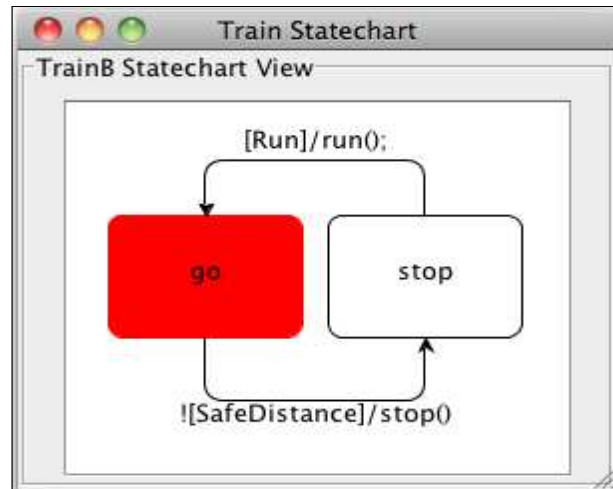 Train Statechart
TrainB Statechart View
[Run]/run();
go
stop
![SafeDistance]/stop()